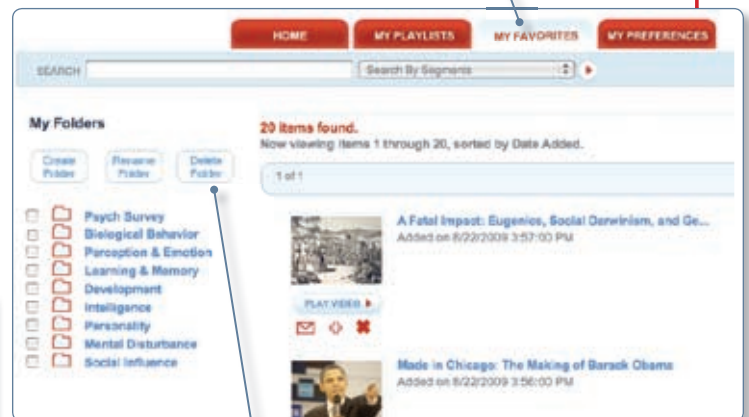 HOME MY PLAYLISTS MY FAVORITES MY PREFERENCES
SEARCH Search By Segments
My Folders
Create Folder
Rename Folder
Delete Folder
Psych Survey
Biological Behavior
Perception & Emotion
Learning & Memory
Development
Intelligence
Personality
Mental Disturbance
Social Influence
20 items found.
Now viewing items 1 through 20, sorted by Date Added.
1 of 1
A Fatal Impact: Eugenics, Social Darwinism, and Ge...
Added on 8/22/2009 3:57:00 PM
PLAY VIDEO
Made in Chicago: The Making of Barack Obama
Added on 8/22/2009 3:56:00 PM